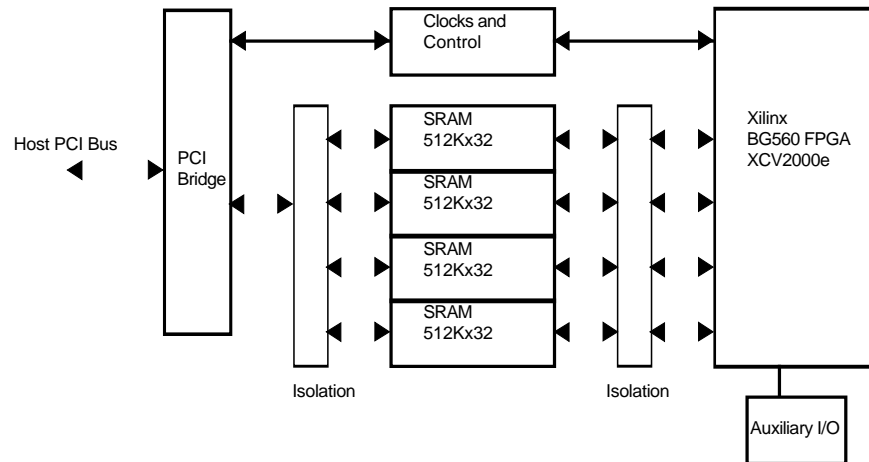 Clocks and
Control
Host PCI Bus
PCI
Bridge
SRAM
512Kx32
SRAM
512Kx32
SRAM
512Kx32
SRAM
512Kx32
Xilinx
BG560 FPGA
XCV2000e
Isolation
Isolation
Auxiliary I/O